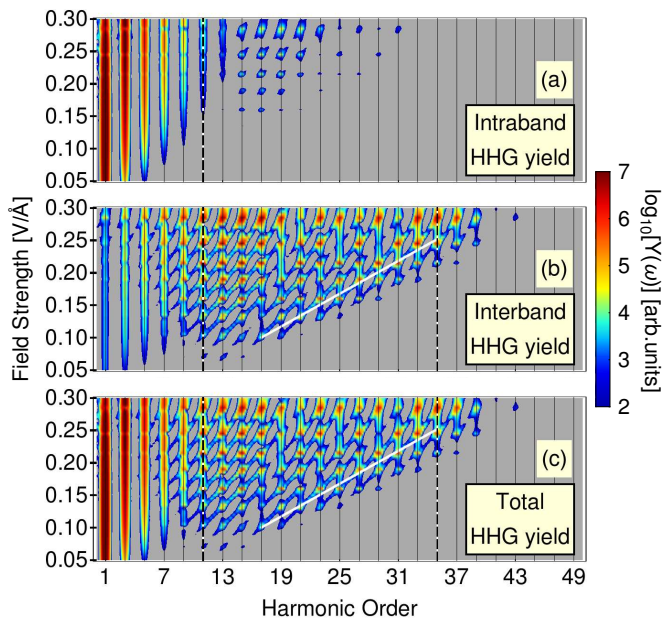 0.30
0.25
0.20
0.15
0.10
0.05
(a)
Intraband
HHG yield
0.30
0.25
0.20
0.15
0.10
0.05
(b)
Interband
HHG yield
0.30
0.25
0.20
0.15
0.10
0.05
(c)
Total
HHG yield
Field Strength [V/Å]
1 7 13 19 25 31 37 43 49
Harmonic Order
7
6
5
4
3
2
log₁₀[Y(ω)] [arb.units]